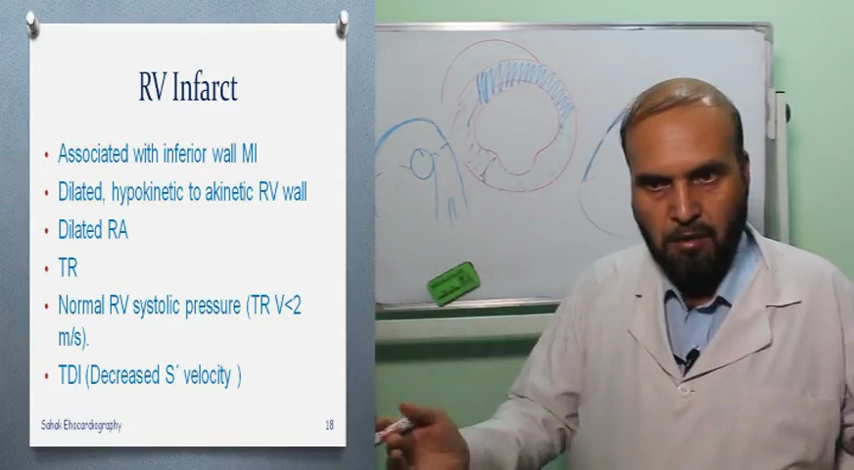 RV Infarct
• Associated with inferior wall MI
• Dilated, hypokinetic to akinetic RV wall
• Dilated RA
• TR
• Normal RV systolic pressure (TR V<2
m/s).
• TDI (Decreased S´ velocity )
Sahak Ehocardiography 18